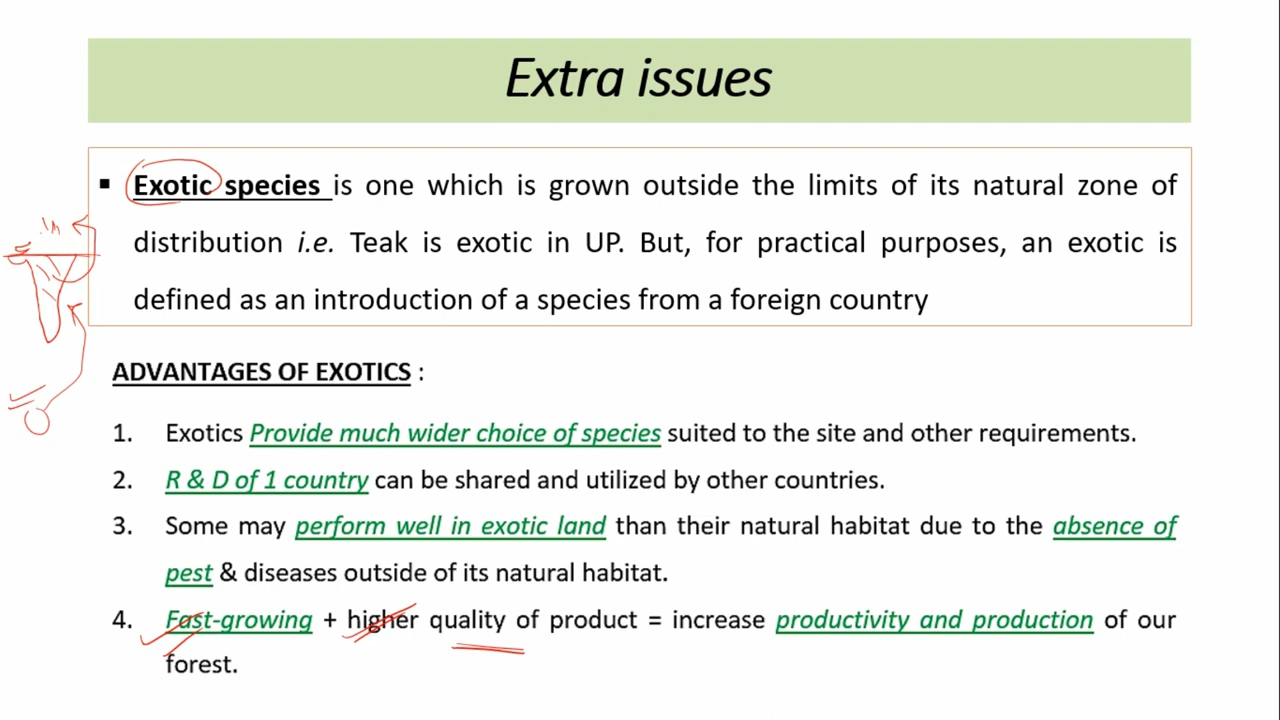 Extra issues
▪ Exotic species is one which is grown outside the limits of its natural zone of
distribution i.e. Teak is exotic in UP. But, for practical purposes, an exotic is
defined as an introduction of a species from a foreign country
ADVANTAGES OF EXOTICS :
1. Exotics Provide much wider choice of species suited to the site and other requirements.
2. R & D of 1 country can be shared and utilized by other countries.
3. Some may perform well in exotic land than their natural habitat due to the absence of
pest & diseases outside of its natural habitat.
4. Fast-growing + higher quality of product = increase productivity and production of our
forest.